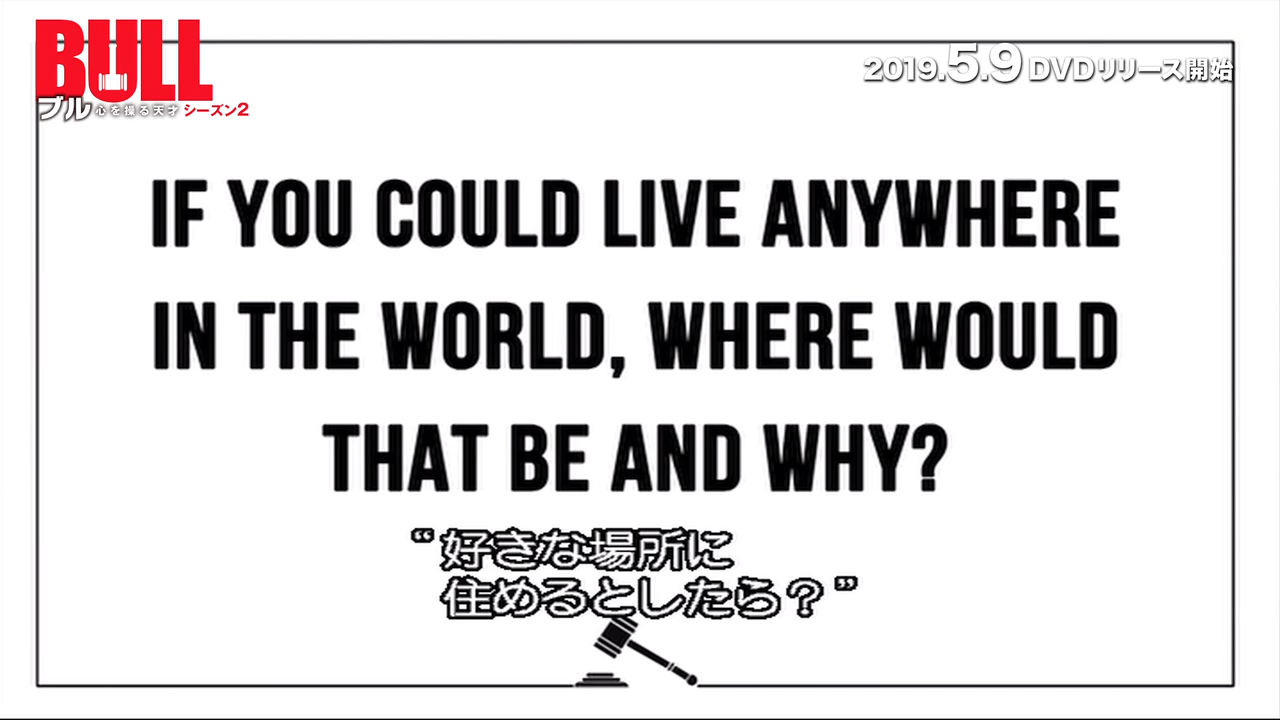 BULL
ブル 心を操る天才 シーズン2
2019.5.9 DVDリリース開始
IF YOU COULD LIVE ANYWHERE
IN THE WORLD, WHERE WOULD
THAT BE AND WHY?
“好きな場所に
住めるとしたら？”